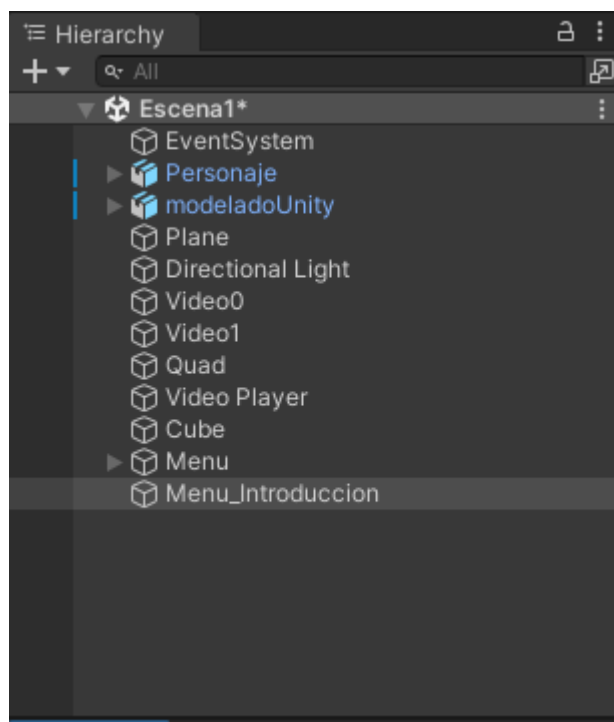 Hierarchy
All
Escena1*
EventSystem
Personaje
modeladoUnity
Plane
Directional Light
Video0
Video1
Quad
Video Player
Cube
Menu
Menu_Introduccion